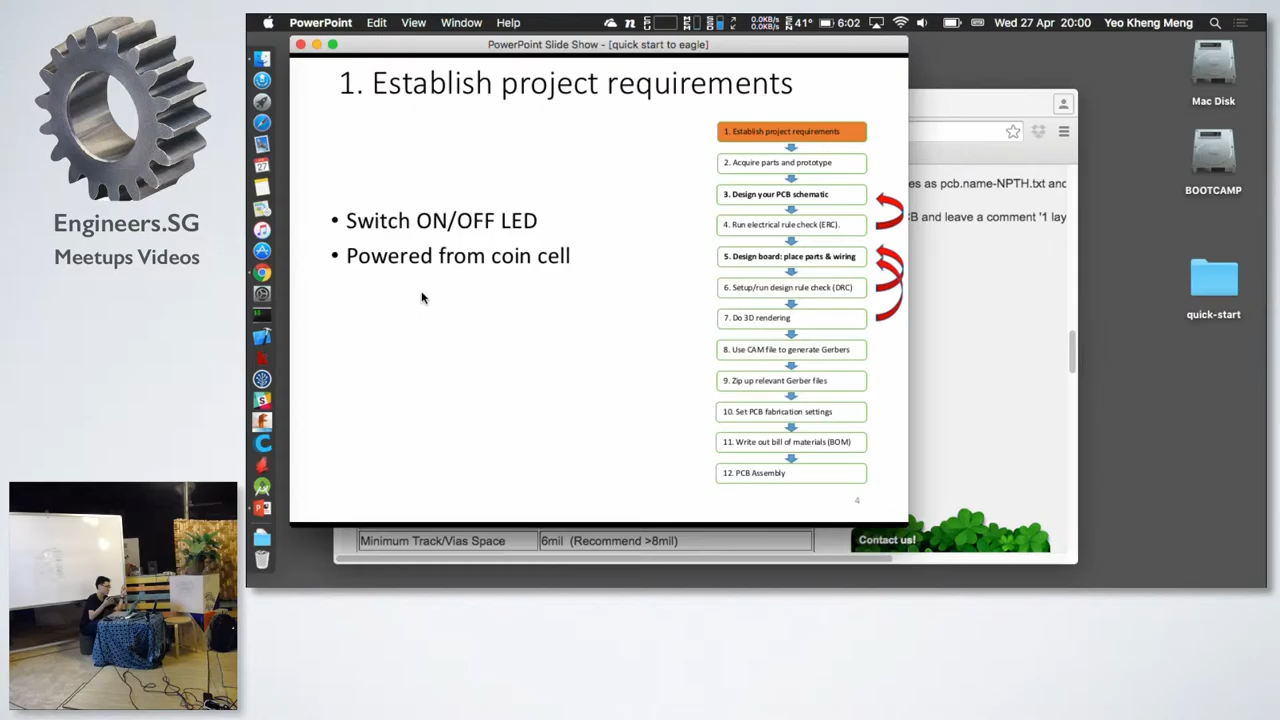 PowerPoint Edit View Window Help
0.0KB/s
0.0KB/s
41° 6:02 Wed 27 Apr 20:00 Yeo Kheng Meng
PowerPoint Slide Show - [quick start to eagle]
1. Establish project requirements
• Switch ON/OFF LED
• Powered from coin cell
1. Establish project requirements
2. Acquire parts and prototype
3. Design your PCB schematic
4. Run electrical rule check (ERC).
5. Design board: place parts & wiring
6. Setup/run design rule check (DRC)
7. Do 3D rendering
8. Use CAM file to generate Gerbers
9. Zip up relevant Gerber files
10. Set PCB fabrication settings
11. Write out bill of materials (BOM)
12. PCB Assembly
4
es as pcb.name-NPTH.txt and
B and leave a comment '1 lay
Minimum Track/Vias Space 6mil (Recommend >8mil)
Contact us!
Mac Disk
BOOTCAMP
quick-start
Engineers.SG
Meetups Videos